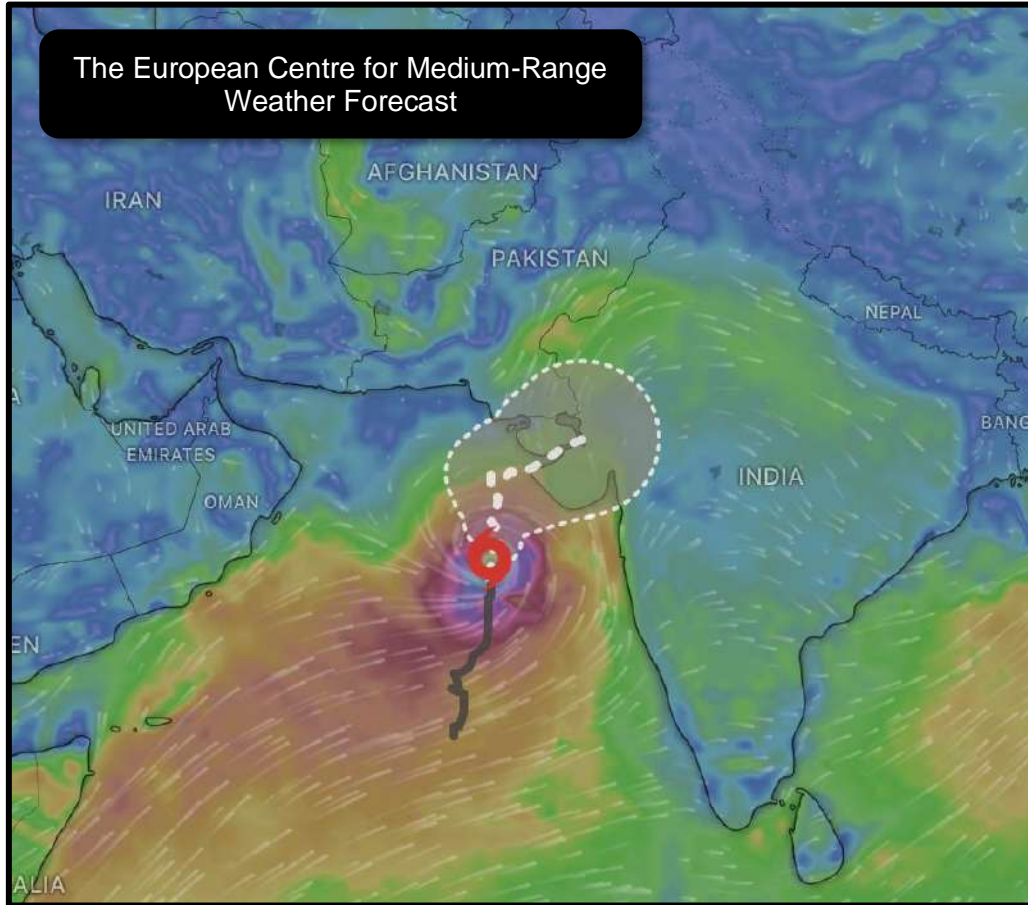 The European Centre for Medium-Range
Weather Forecast
AFGHANISTAN
IRAN
PAKISTAN
NEPAL
A
UNITED ARAB
EMIRATES
BANG
INDIA
OMAN
EN
ALIA